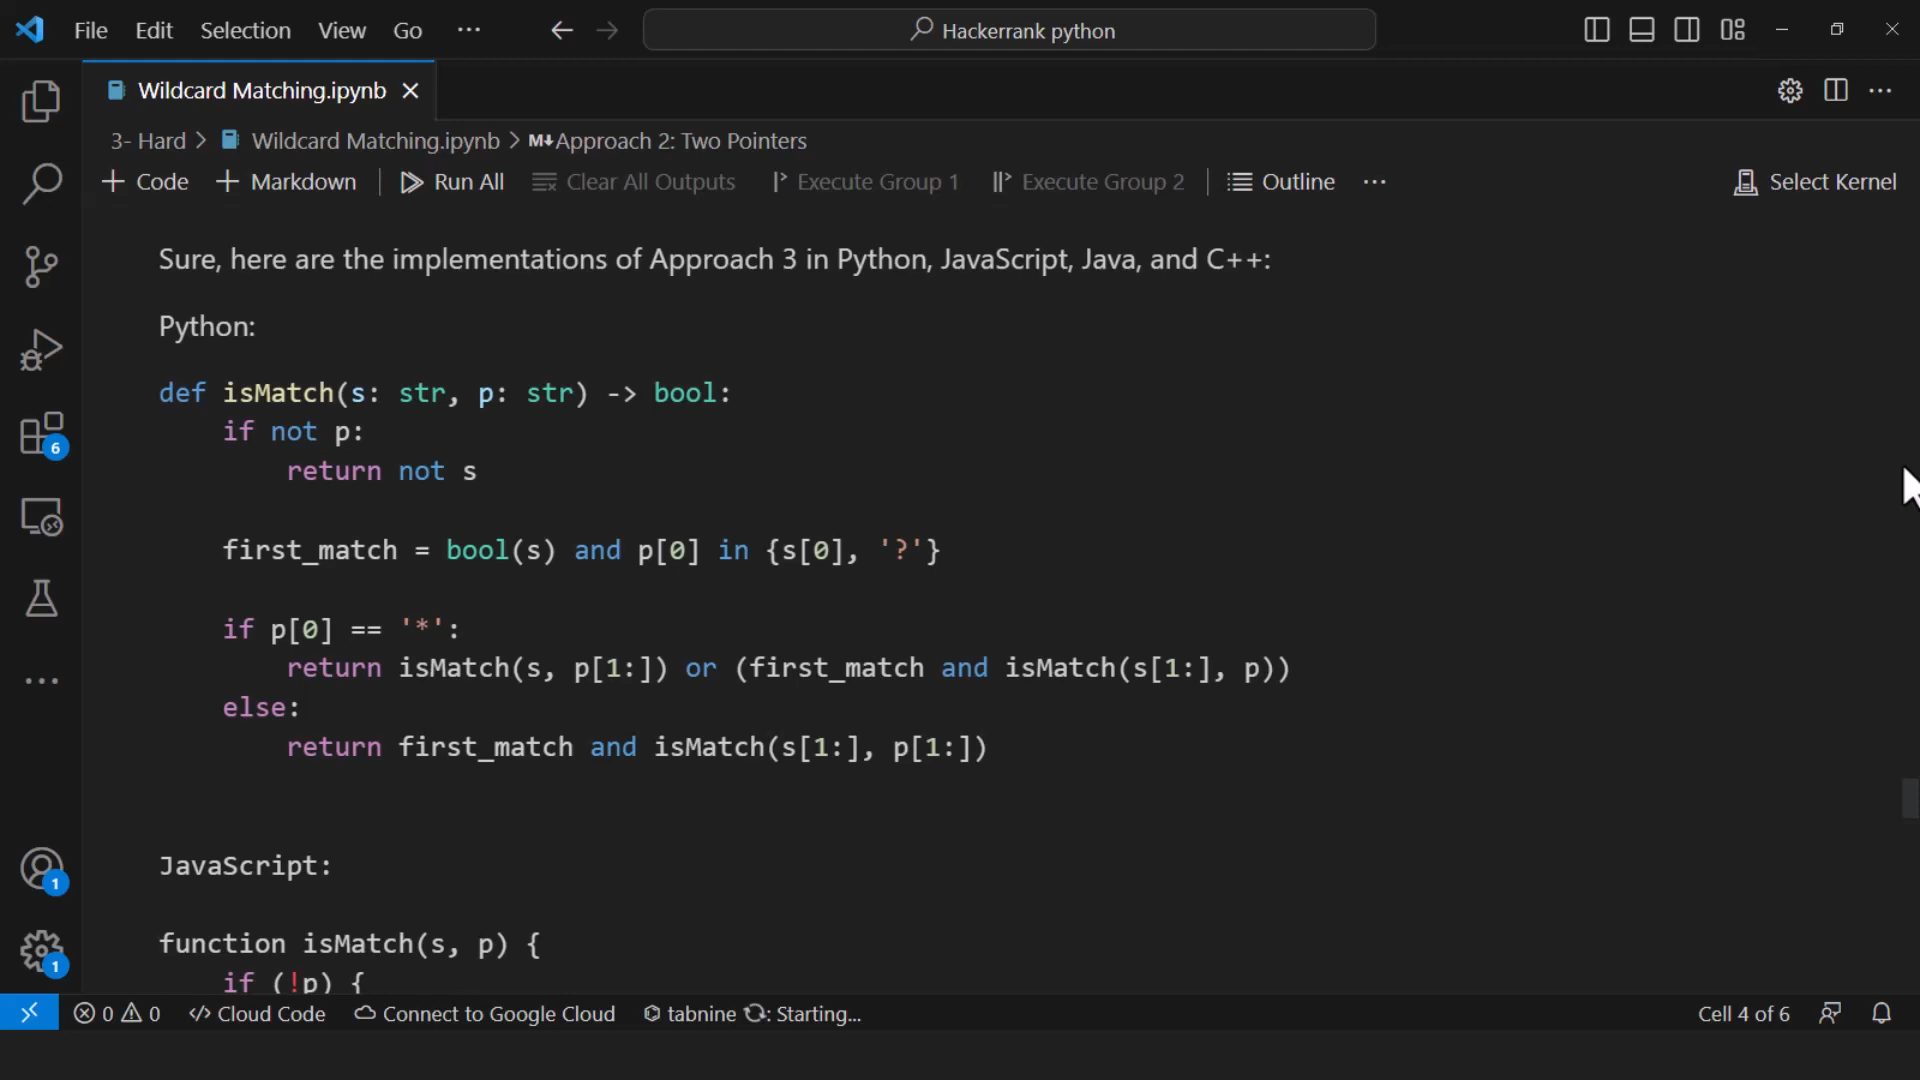 File Edit Selection View Go ··· Hackerrank python
Wildcard Matching.ipynb
3- Hard > Wildcard Matching.ipynb > M↓Approach 2: Two Pointers
+ Code + Markdown Run All Clear All Outputs Execute Group 1 Execute Group 2 Outline ··· Select Kernel
Sure, here are the implementations of Approach 3 in Python, JavaScript, Java, and C++:
Python:
def isMatch(s: str, p: str) -> bool:
    if not p:
        return not s
    first_match = bool(s) and p[0] in {s[0], '?'}
    if p[0] == '*':
        return isMatch(s, p[1:]) or (first_match and isMatch(s[1:], p))
    else:
        return first_match and isMatch(s[1:], p[1:])
JavaScript:
function isMatch(s, p) {
    if (!p) {
6
1
1
0 0 Cloud Code Connect to Google Cloud tabnine : Starting... Cell 4 of 6